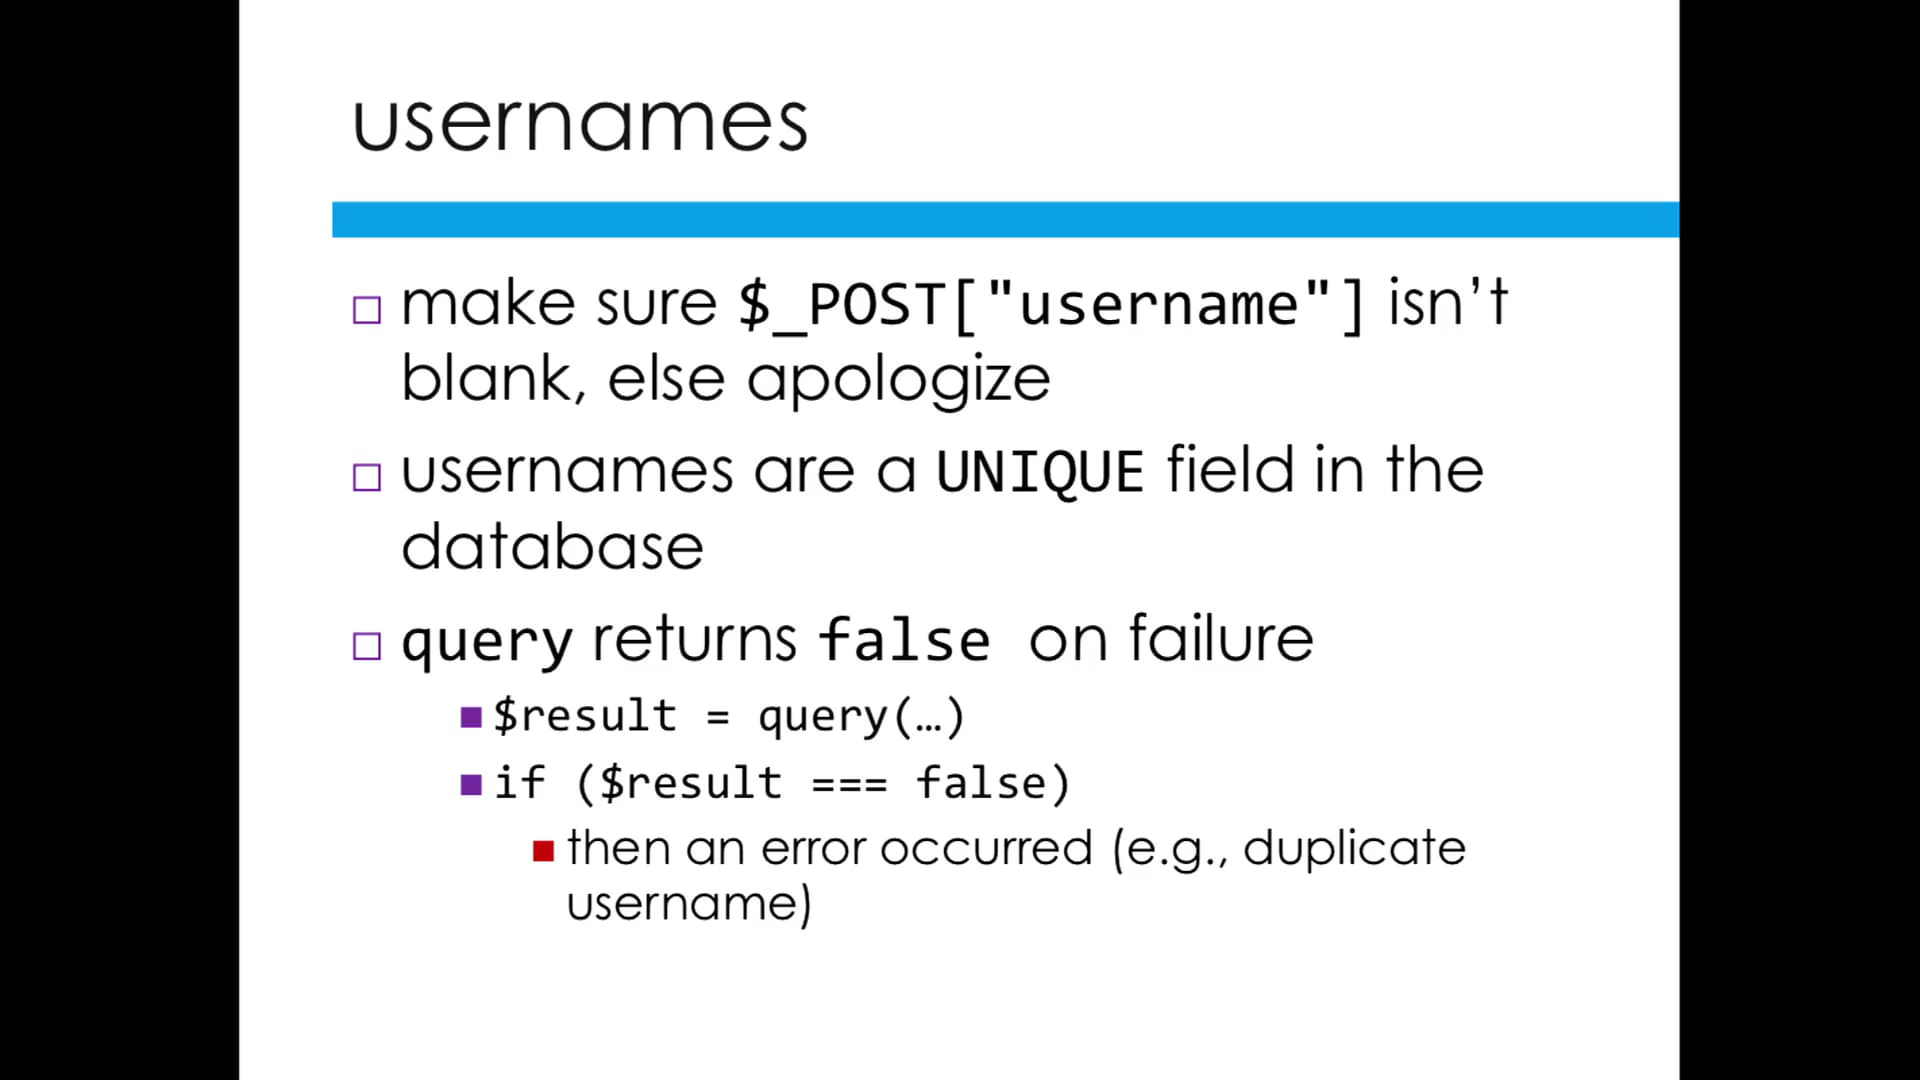 usernames
make sure $_POST["username"] isn’t
blank, else apologize
usernames are a UNIQUE field in the
database
query returns false on failure
$result = query(…)
if ($result === false)
then an error occurred (e.g., duplicate
username)